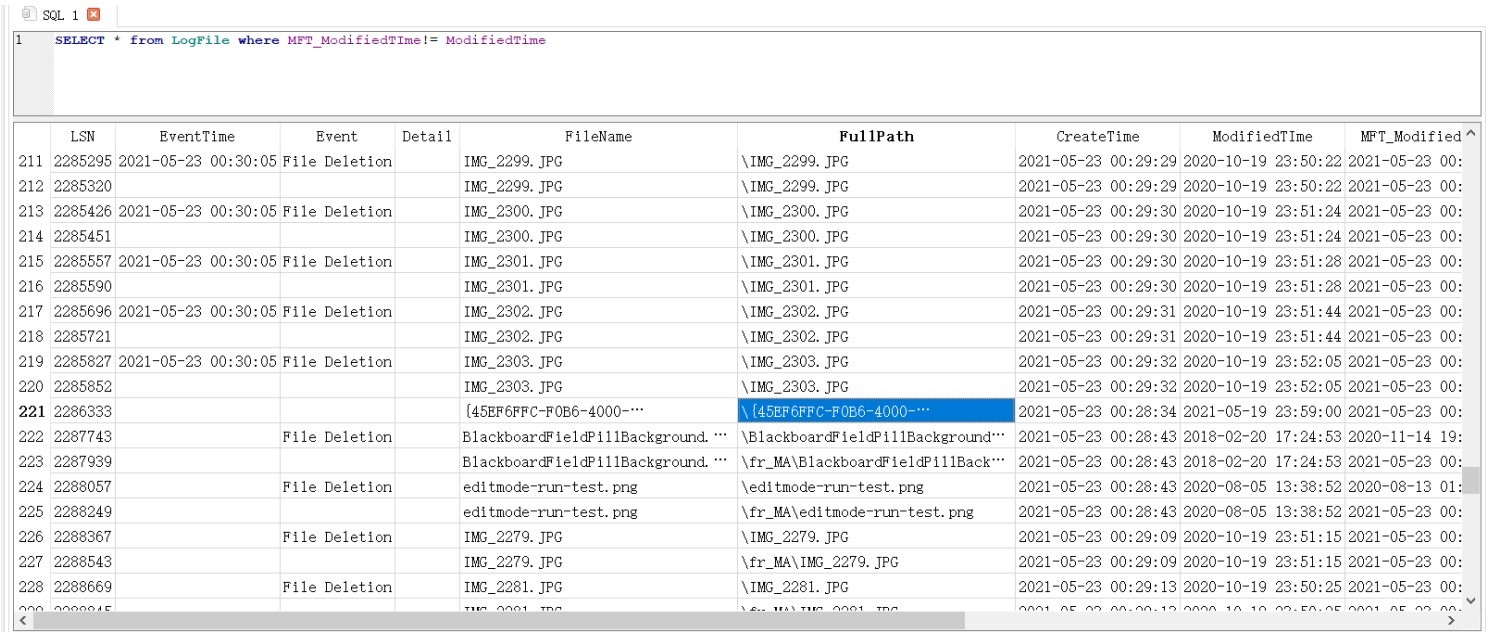 SQL 1
1 SELECT * from LogFile where MFT_ModifiedTIme!= ModifiedTime
LSN EventTime Event Detail FileName FullPath CreateTime ModifiedTIme MFT_Modified
211 2285295 2021-05-23 00:30:05 File Deletion IMG_2299.JPG \IMG_2299.JPG 2021-05-23 00:29:29 2020-10-19 23:50:22 2021-05-23 00:
212 2285320 IMG_2299.JPG \IMG_2299.JPG 2021-05-23 00:29:29 2020-10-19 23:50:22 2021-05-23 00:
213 2285426 2021-05-23 00:30:05 File Deletion IMG_2300.JPG \IMG_2300.JPG 2021-05-23 00:29:30 2020-10-19 23:51:24 2021-05-23 00:
214 2285451 IMG_2300.JPG \IMG_2300.JPG 2021-05-23 00:29:30 2020-10-19 23:51:24 2021-05-23 00:
215 2285557 2021-05-23 00:30:05 File Deletion IMG_2301.JPG \IMG_2301.JPG 2021-05-23 00:29:30 2020-10-19 23:51:28 2021-05-23 00:
216 2285590 IMG_2301.JPG \IMG_2301.JPG 2021-05-23 00:29:30 2020-10-19 23:51:28 2021-05-23 00:
217 2285696 2021-05-23 00:30:05 File Deletion IMG_2302.JPG \IMG_2302.JPG 2021-05-23 00:29:31 2020-10-19 23:51:44 2021-05-23 00:
218 2285721 IMG_2302.JPG \IMG_2302.JPG 2021-05-23 00:29:31 2020-10-19 23:51:44 2021-05-23 00:
219 2285827 2021-05-23 00:30:05 File Deletion IMG_2303.JPG \IMG_2303.JPG 2021-05-23 00:29:32 2020-10-19 23:52:05 2021-05-23 00:
220 2285852 IMG_2303.JPG \IMG_2303.JPG 2021-05-23 00:29:32 2020-10-19 23:52:05 2021-05-23 00:
221 2286333 {45EF6FFC-F0B6-4000-… \{45EF6FFC-F0B6-4000-… 2021-05-23 00:28:34 2021-05-19 23:59:00 2021-05-23 00:
222 2287743 File Deletion BlackboardFieldPillBackground.… \BlackboardFieldPillBackground… 2021-05-23 00:28:43 2018-02-20 17:24:53 2020-11-14 19:
223 2287939 BlackboardFieldPillBackground.… \fr_MA\BlackboardFieldPillBack… 2021-05-23 00:28:43 2018-02-20 17:24:53 2021-05-23 00:
224 2288057 File Deletion editmode-run-test.png \editmode-run-test.png 2021-05-23 00:28:43 2020-08-05 13:38:52 2020-08-13 01:
225 2288249 editmode-run-test.png \fr_MA\editmode-run-test.png 2021-05-23 00:28:43 2020-08-05 13:38:52 2021-05-23 00:
226 2288367 File Deletion IMG_2279.JPG \IMG_2279.JPG 2021-05-23 00:29:09 2020-10-19 23:51:15 2021-05-23 00:
227 2288543 IMG_2279.JPG \fr_MA\IMG_2279.JPG 2021-05-23 00:29:09 2020-10-19 23:51:15 2021-05-23 00:
228 2288669 File Deletion IMG_2281.JPG \IMG_2281.JPG 2021-05-23 00:29:13 2020-10-19 23:50:25 2021-05-23 00: